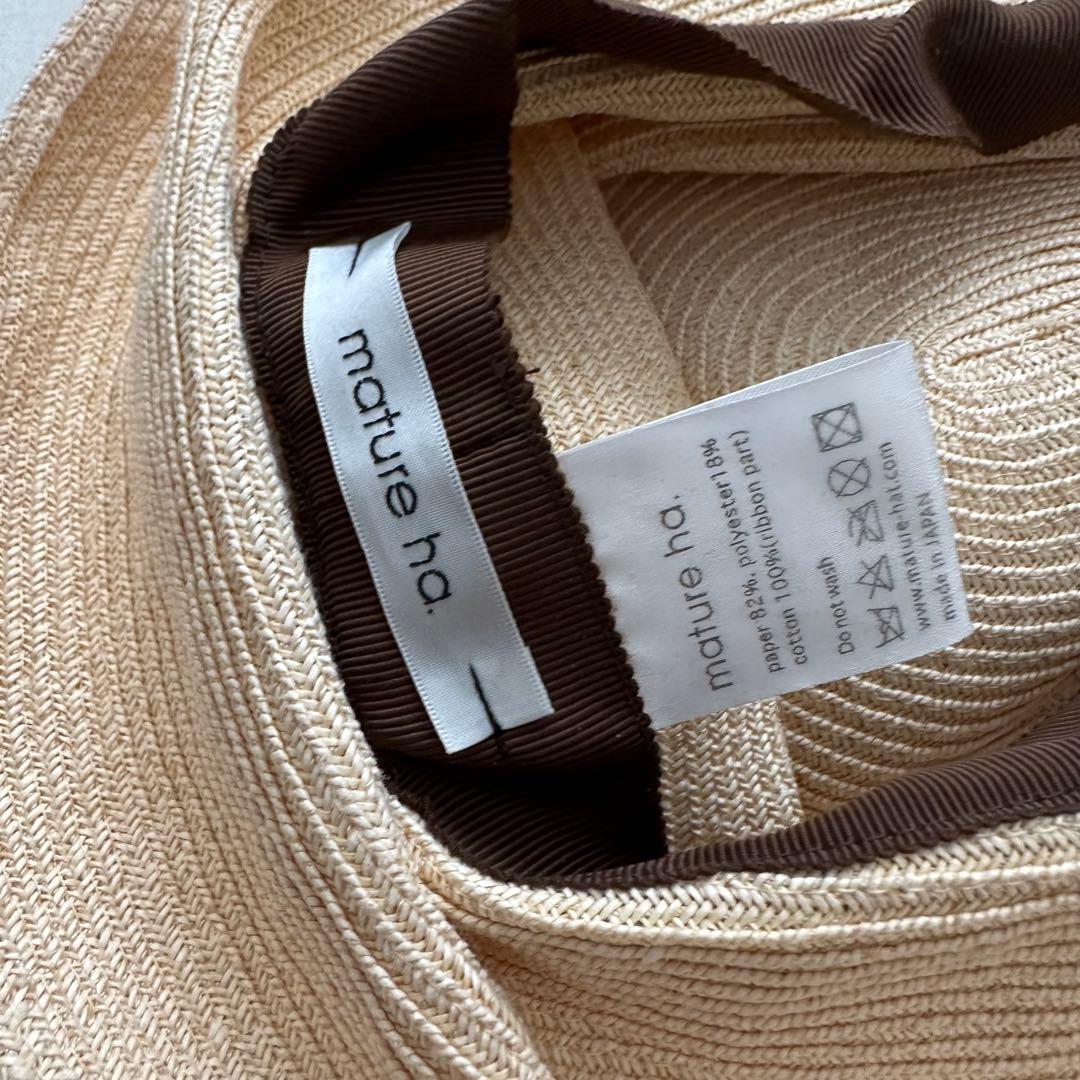 mature ha.
mature ha.
paper 82%, polyester18%
cotton 100%(ribbon part)
Do not wash
www.mature-hat.com
made in JAPAN